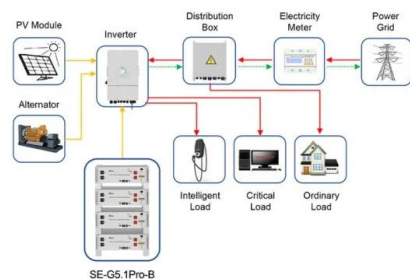 PV Module
Inverter
Distribution
Box
Electricity
Meter
Power
Grid
Alternator
Intelligent
Load
Critical
Load
Ordinary
Load
SE-G5.1Pro-B